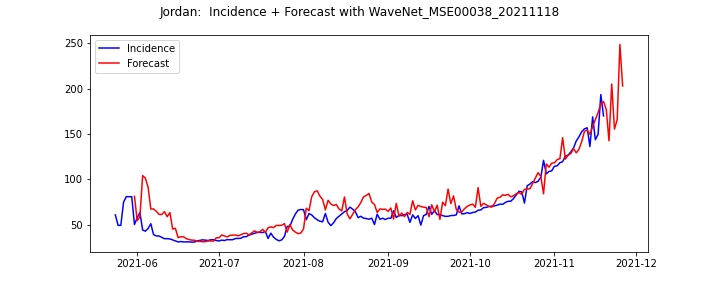 Jordan:  Incidence + Forecast with WaveNet_MSE00038_20211118
Incidence
Forecast
250
200
150
100
50
2021-06 2021-07 2021-08 2021-09 2021-10 2021-11 2021-12